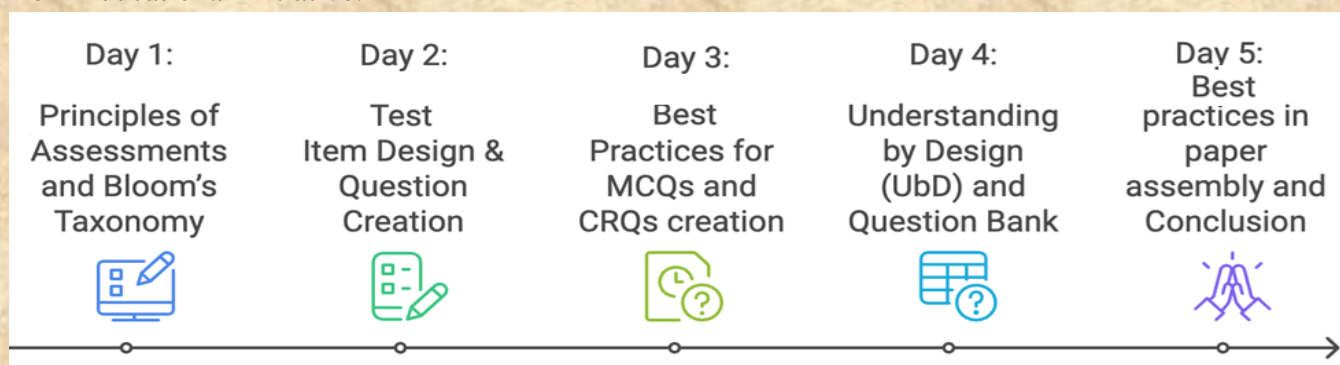 Day 1:
Principles of
Assessments
and Bloom's
Taxonomy
Day 2:
Test
Item Design &
Question
Creation
Day 3:
Best
Practices for
MCQs and
CRQs creation
Day 4:
Understanding
by Design
(UbD) and
Question Bank
Day 5:
Best
practices in
paper
assembly and
Conclusion